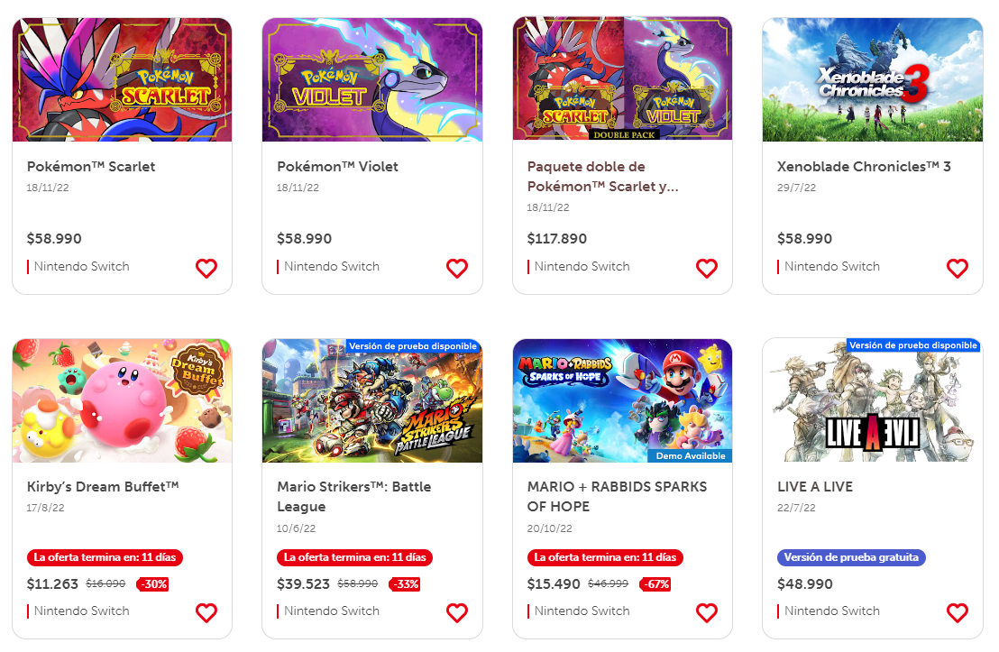 POKÉMON
SCARLET
POKÉMON
VIOLET
POKÉMON
SCARLET
POKÉMON
VIOLET
DOUBLE PACK
Xenoblade
Chronicles 3
Pokémon™ Scarlet
18/11/22
$58.990
Nintendo Switch
Pokémon™ Violet
18/11/22
$58.990
Nintendo Switch
Paquete doble de
Pokémon™ Scarlet y...
18/11/22
$117.890
Nintendo Switch
Xenoblade Chronicles™ 3
29/7/22
$58.990
Nintendo Switch
Kirby's
Dream
Buffet
Kirby’s Dream Buffet™
17/8/22
La oferta termina en: 11 días
$11.263 $16.090 -30%
Nintendo Switch
Versión de prueba disponible
MARIO
STRIKERS
BATTLE LEAGUE
Mario Strikers™: Battle
League
10/6/22
La oferta termina en: 11 días
$39.523 $58.990 -33%
Nintendo Switch
MARIO + RABBIDS
SPARKS OF HOPE
Demo Available
MARIO + RABBIDS SPARKS
OF HOPE
20/10/22
La oferta termina en: 11 días
$15.490 $46.999 -67%
Nintendo Switch
Versión de prueba disponible
LIVE A LIVE
LIVE A LIVE
22/7/22
Versión de prueba gratuita
$48.990
Nintendo Switch